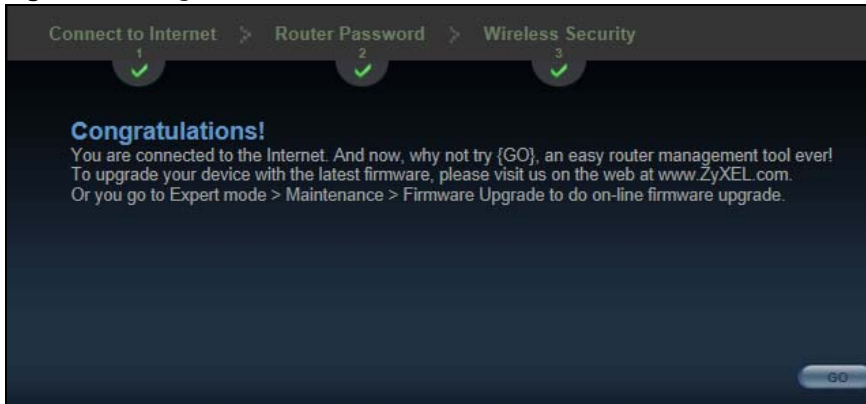 Connect to Internet > Router Password > Wireless Security
1 2 3
Congratulations!
You are connected to the Internet. And now, why not try {GO}, an easy router management tool ever!
To upgrade your device with the latest firmware, please visit us on the web at www.ZyXEL.com.
Or you go to Expert mode > Maintenance > Firmware Upgrade to do on-line firmware upgrade.
GO